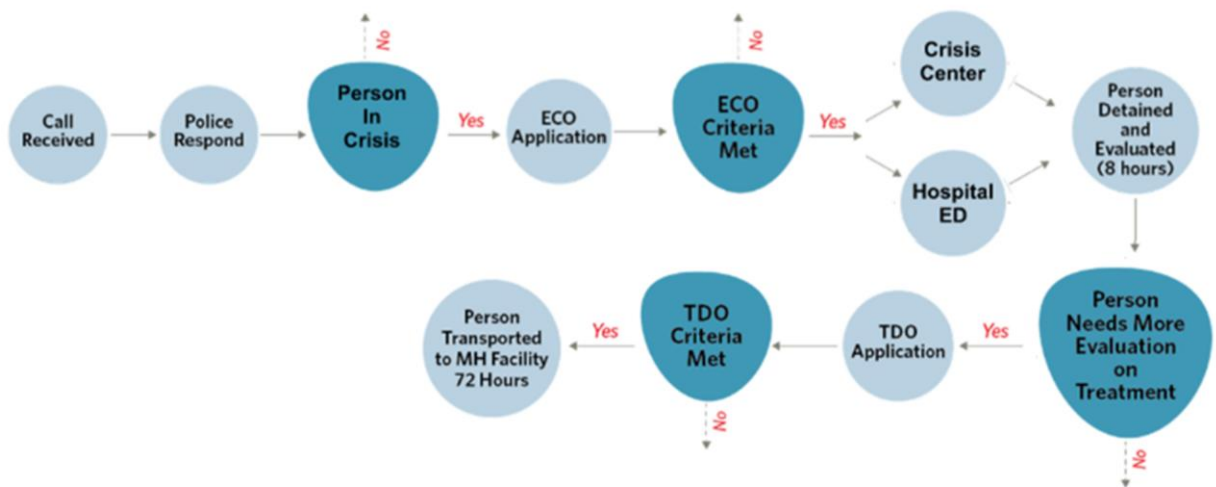 Call
Received
Police
Respond
Person
In
Crisis
No
Yes
ECO
Application
ECO
Criteria
Met
No
Yes
Crisis
Center
Hospital
ED
Person
Detained
and
Evaluated
(8 hours)
Person
Needs More
Evaluation
on
Treatment
No
Yes
TDO
Application
TDO
Criteria
Met
No
Yes
Person
Transported
to MH Facility
72 Hours